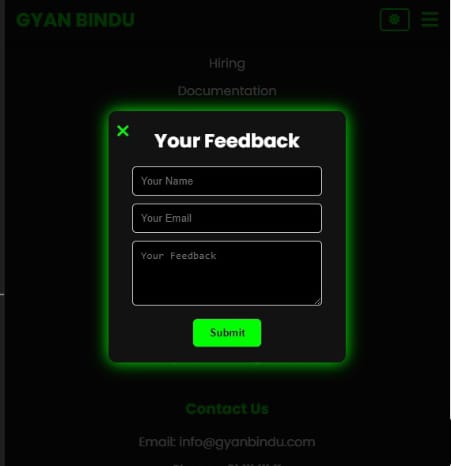 GYAN BINDU
Hiring
Documentation
Your Feedback
Your Name
Your Email
Your Feedback
Submit
Contact Us
Email: info@gyanbindu.com